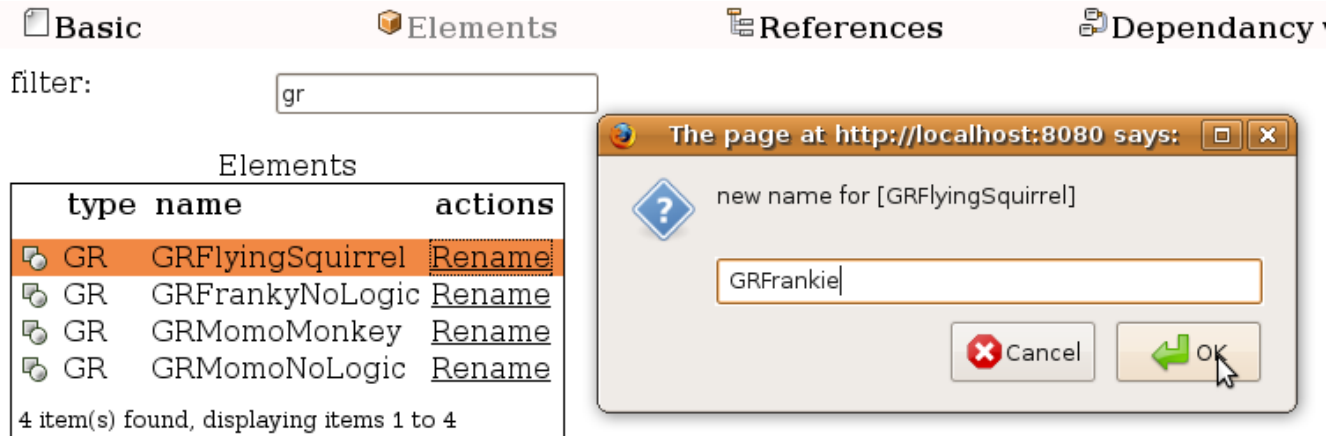 Basic Elements References Dependancy
filter: gr
The page at http://localhost:8080 says:
new name for [GRFlyingSquirrel]
GRFrankie
Cancel OK
Elements
type name actions
GR GRFlyingSquirrel Rename
GR GRFrankyNoLogic Rename
GR GRMomoMonkey Rename
GR GRMomoNoLogic Rename
4 item(s) found, displaying items 1 to 4